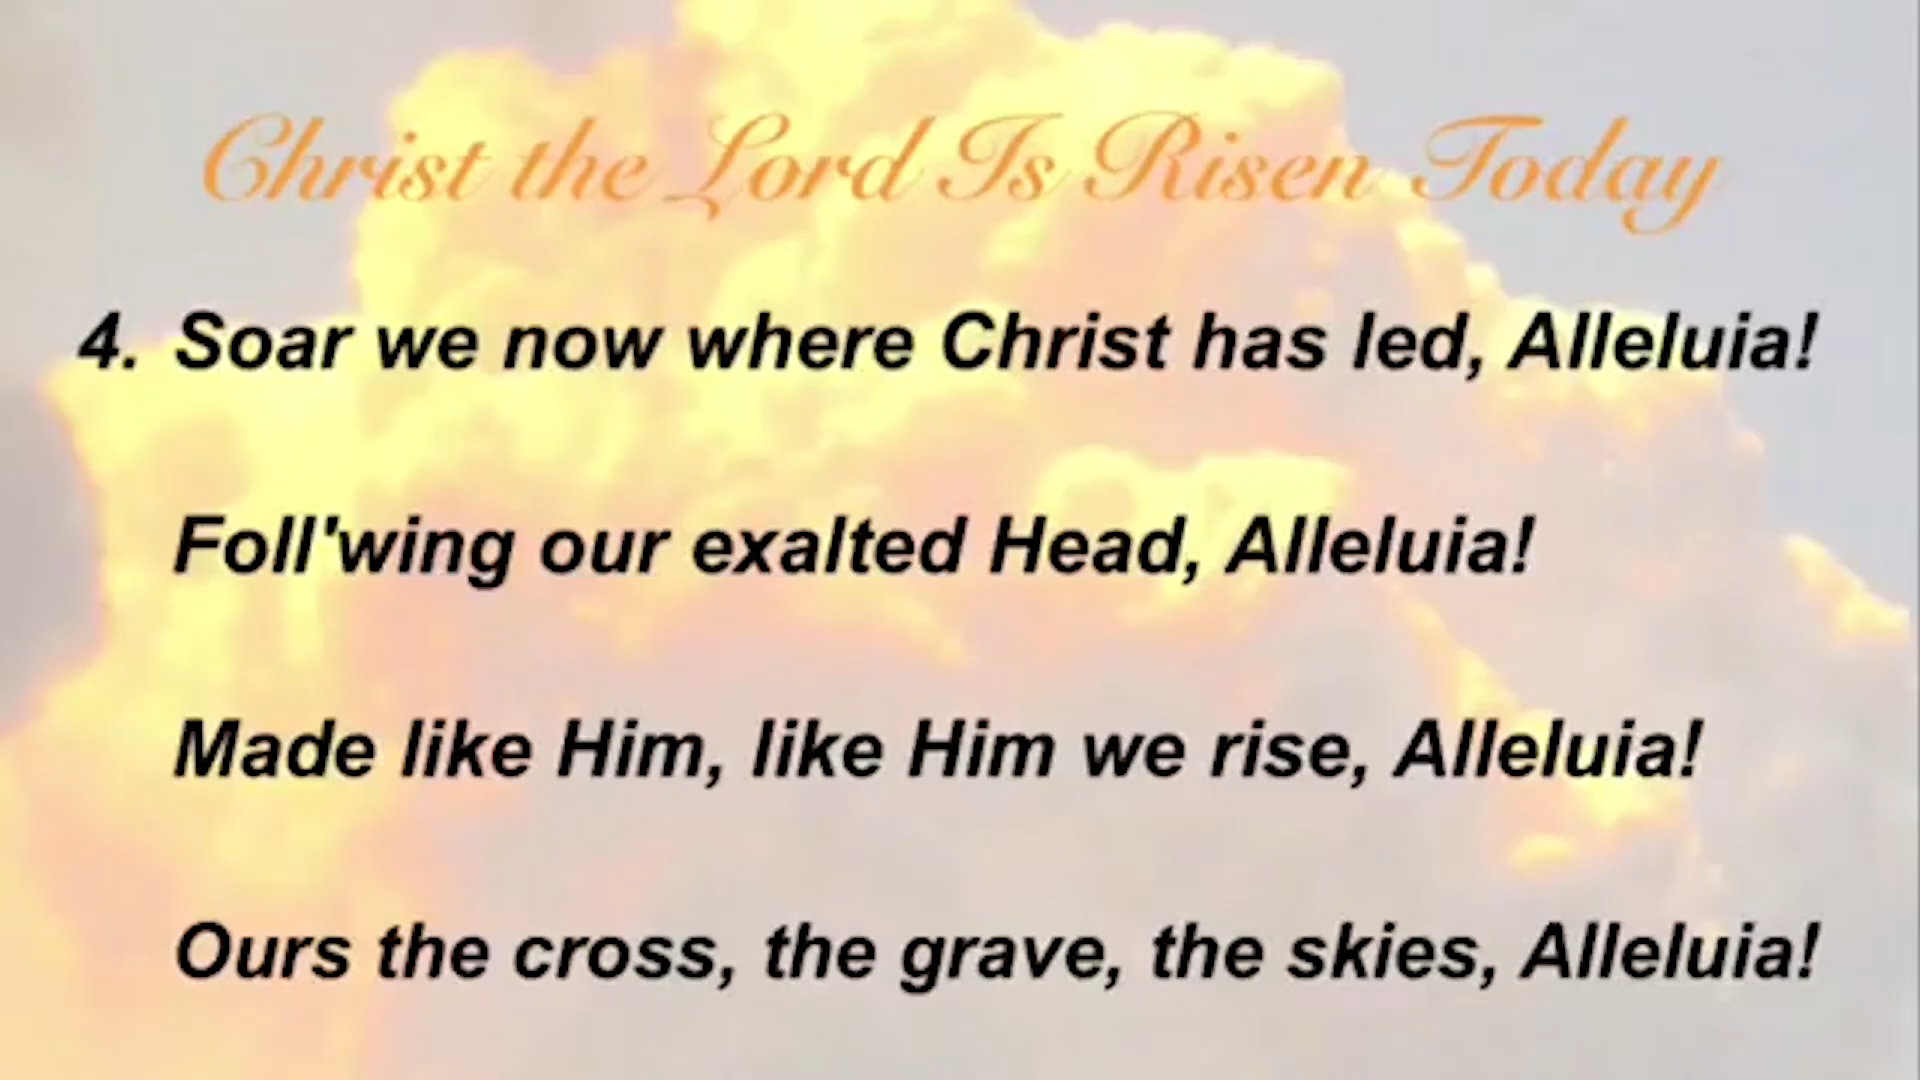 Christ the Lord Is Risen Today
4. Soar we now where Christ has led, Alleluia!
Foll'wing our exalted Head, Alleluia!
Made like Him, like Him we rise, Alleluia!
Ours the cross, the grave, the skies, Alleluia!